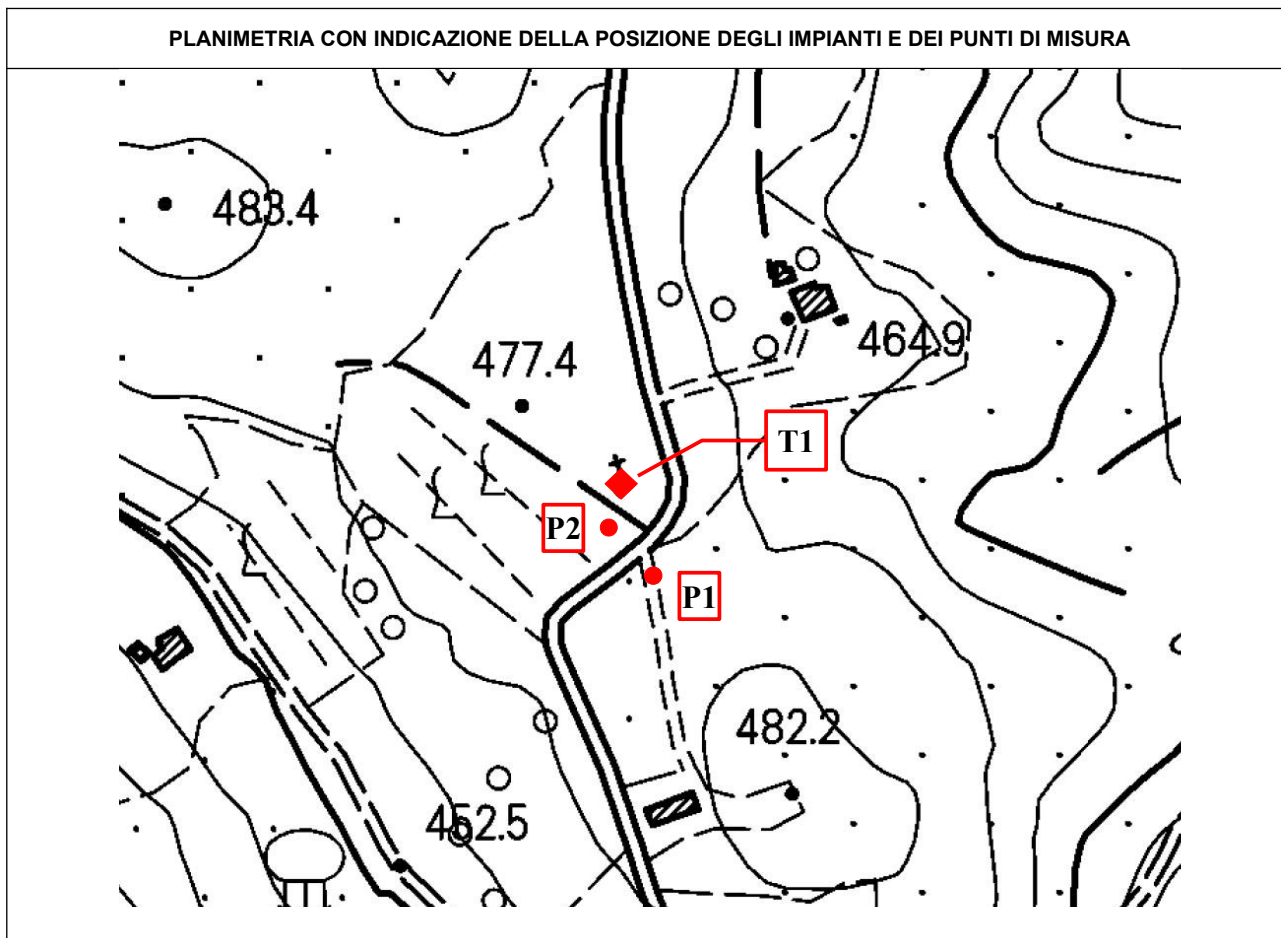 PLANIMETRIA CON INDICAZIONE DELLA POSIZIONE DEGLI IMPIANTI E DEI PUNTI DI MISURA
483.4
477.4
464.9
T1
P2
P1
482.2
462.5